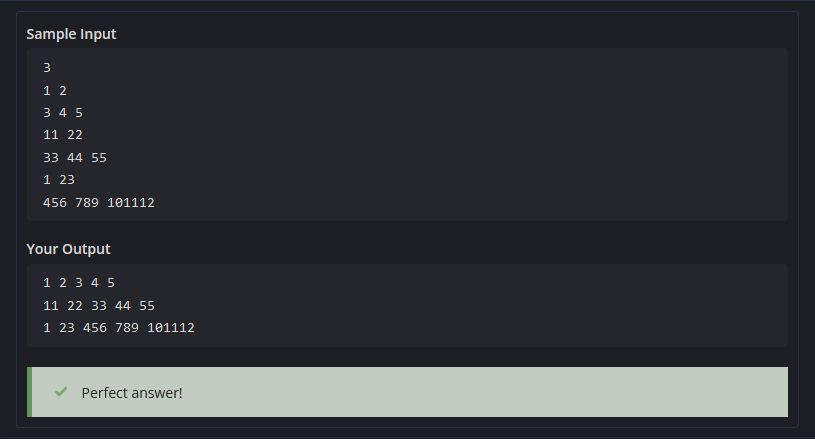 Sample Input
3
1 2
3 4 5
11 22
33 44 55
1 23
456 789 101112
Your Output
1 2 3 4 5
11 22 33 44 55
1 23 456 789 101112
Perfect answer!